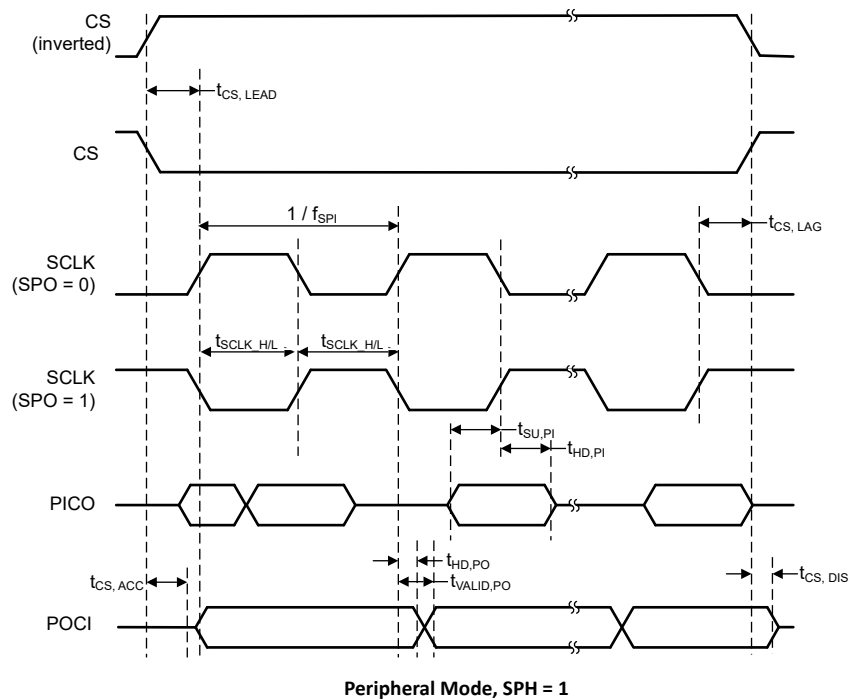 CS
(inverted)
tCS, LEAD
CS
1 / fSPI
tCS, LAG
SCLK
(SPO = 0)
tSCLK_H/L
tSCLK_H/L
SCLK
(SPO = 1)
tSU,PI
tHD,PI
PICO
tHD,PO
tCS, ACC
tVALID,PO
tCS, DIS
POCI
Peripheral Mode, SPH = 1